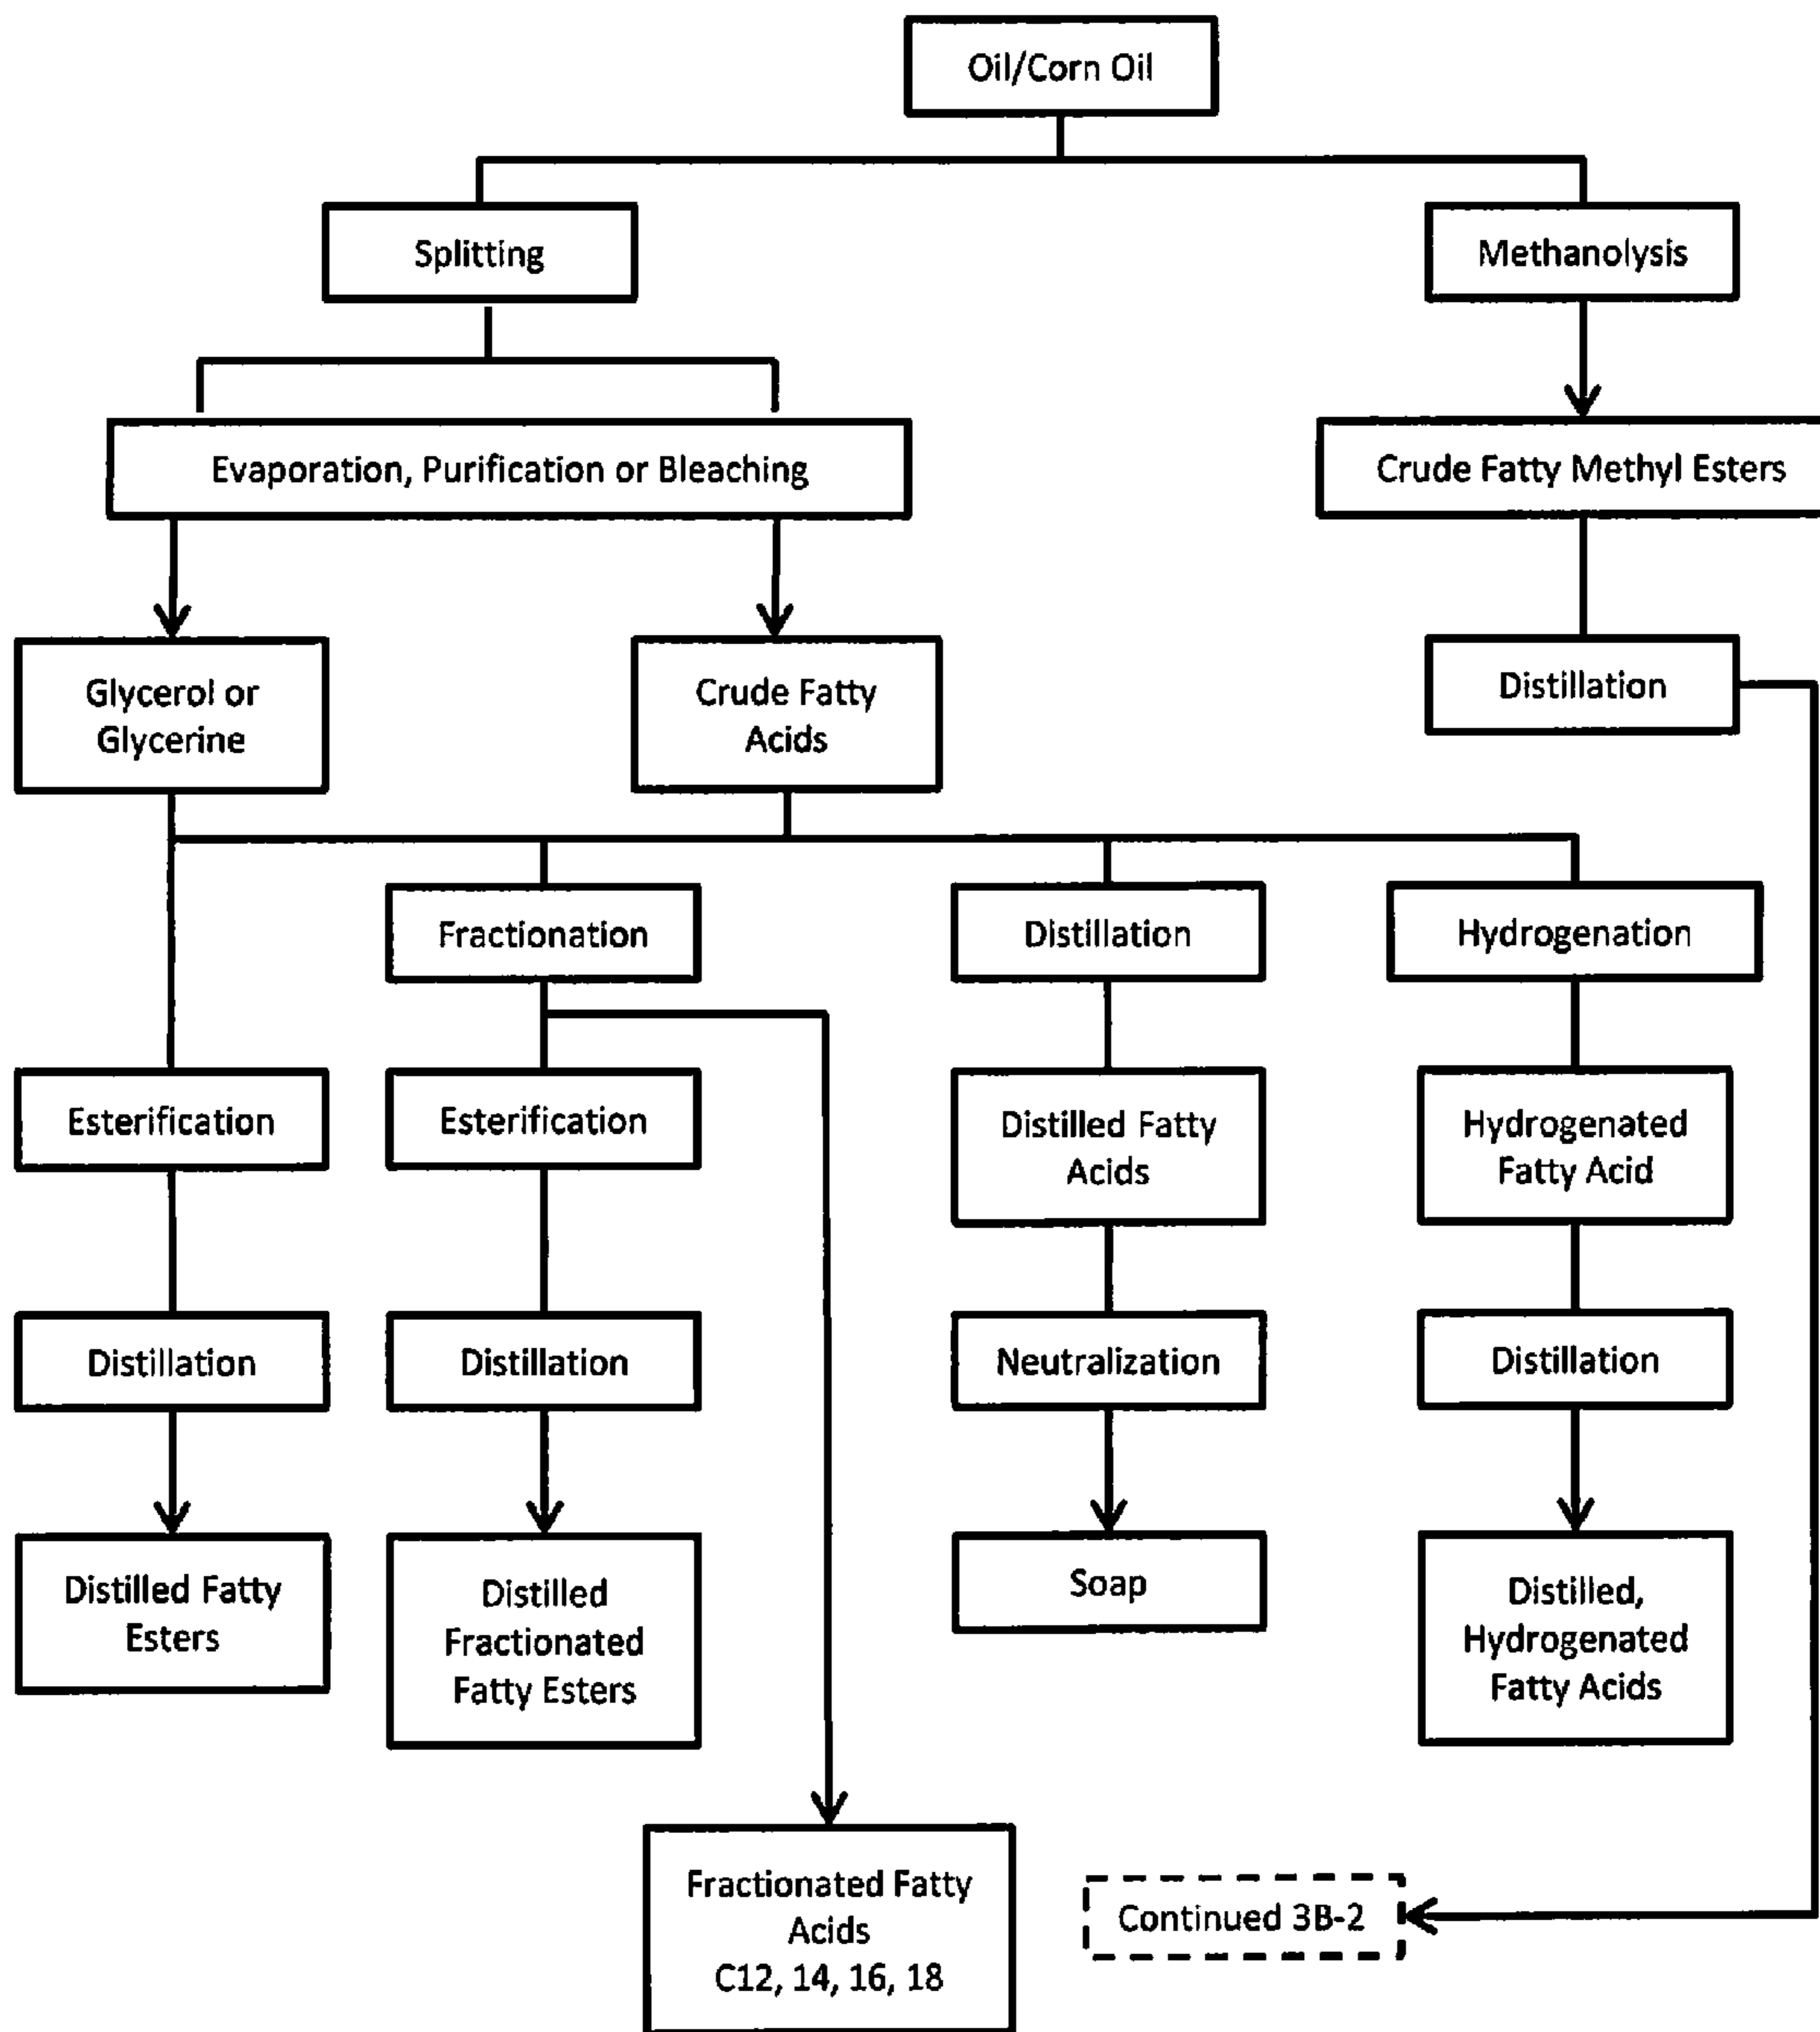 Oil/Corn Oil
Splitting
Methanolysis
Evaporation, Purification or Bleaching
Crude Fatty Methyl Esters
Glycerol or
Glycerine
Crude Fatty
Acids
Distillation
Fractionation
Distillation
Hydrogenation
Esterification
Esterification
Distilled Fatty
Acids
Hydrogenated
Fatty Acid
Distillation
Distillation
Neutralization
Distillation
Distilled Fatty
Esters
Distilled
Fractionated
Fatty Esters
Soap
Distilled,
Hydrogenated
Fatty Acids
Fractionated Fatty
Acids
C12, 14, 16, 18
Continued 3B-2